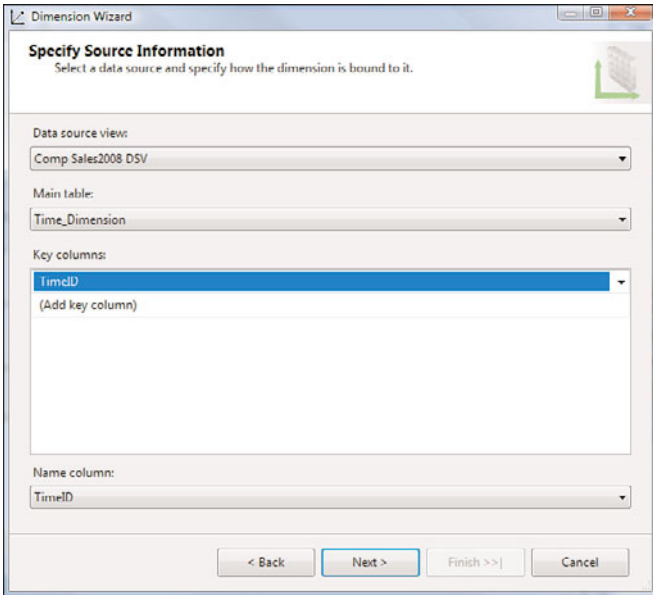 Dimension Wizard
Specify Source Information
Select a data source and specify how the dimension is bound to it.
Data source view:
Comp Sales2008 DSV
Main table:
Time_Dimension
Key columns:
TimeID
(Add key column)
Name column:
TimeID
< Back
Next >
Finish >>|
Cancel